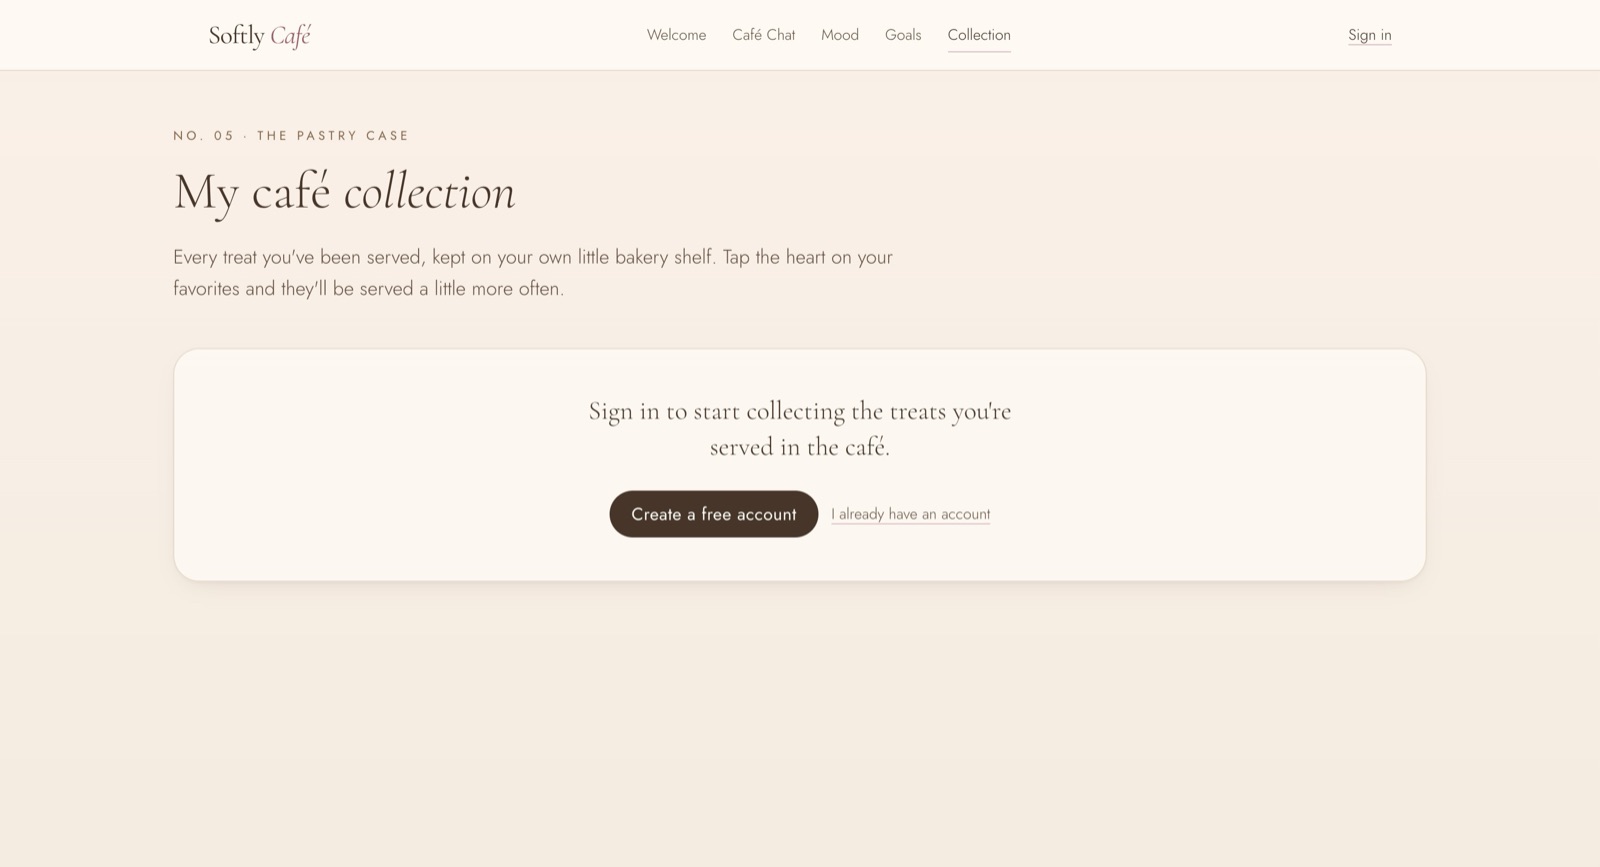 Softly Café
Welcome
Café Chat
Mood
Goals
Collection
Sign in
NO. 05 · THE PASTRY CASE
My café collection
Every treat you've been served, kept on your own little bakery shelf. Tap the heart on your
favorites and they'll be served a little more often.
Sign in to start collecting the treats you're
served in the café.
Create a free account
I already have an account